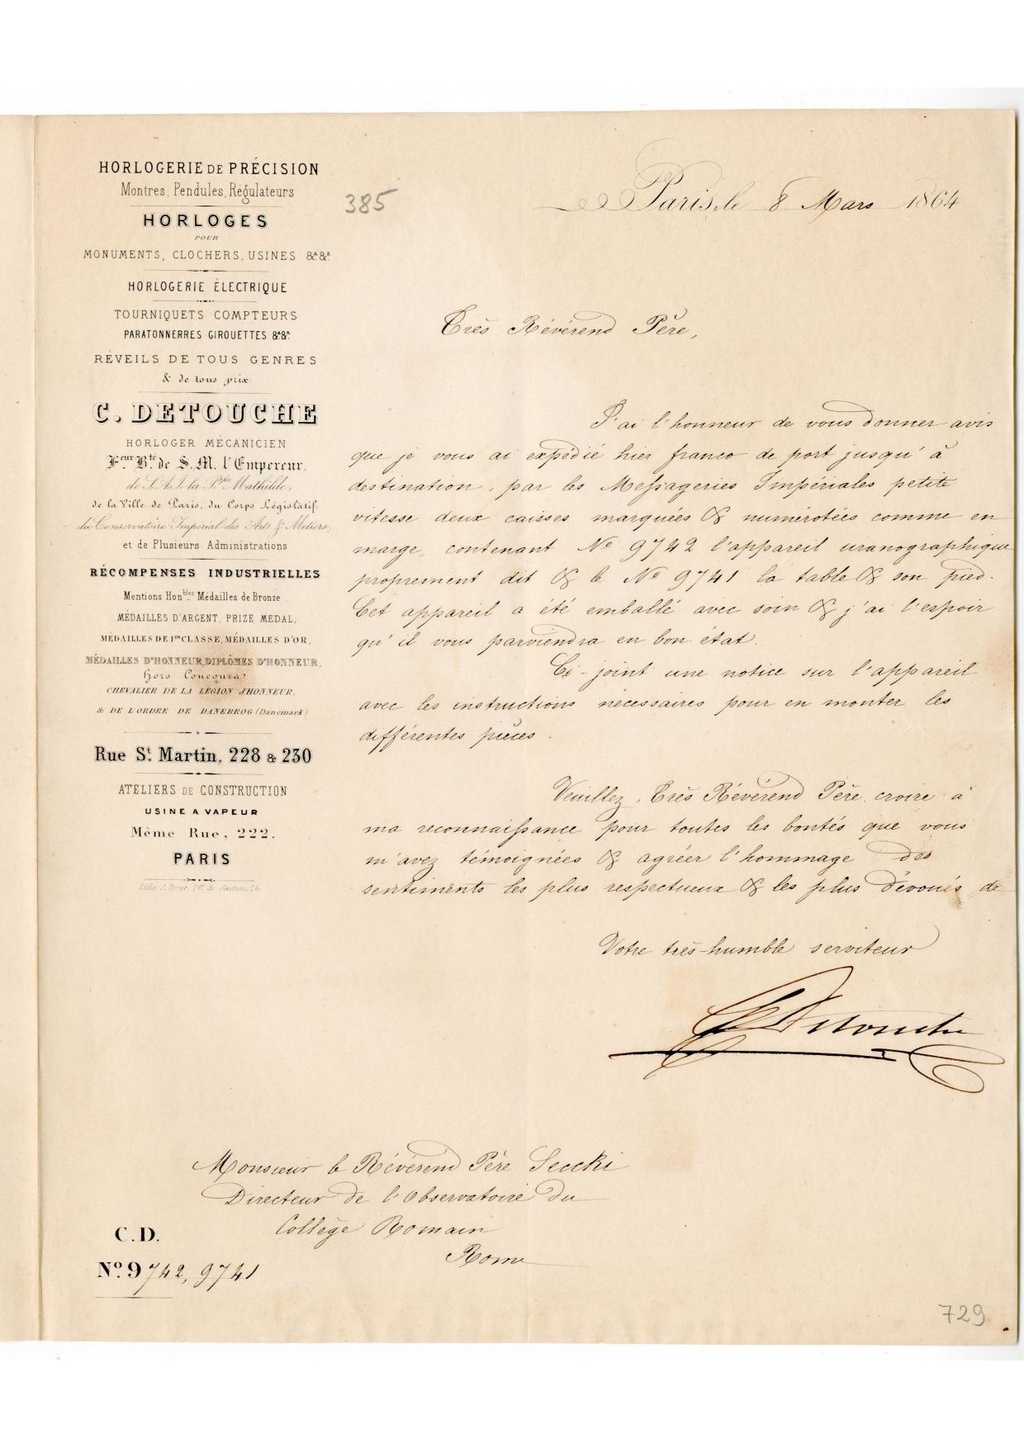 HORLOGERIE DE PRÉCISION
Montres, Pendules, Régulateurs
HORLOGES
POUR
MONUMENTS, CLOCHERS, USINES &ª&ª
HORLOGERIE ÉLECTRIQUE
TOURNIQUETS COMPTEURS
PARATONNERRES GIROUETTES &ª&ª
RÉVEILS DE TOUS GENRES
& de tous prix
C. DETOUCHE
HORLOGER MÉCANICIEN
Feur Bté de S. M. l'Empereur,
de S.A.I. la Psse Mathilde,
de la Ville de Paris, du Corps Législatif
du Conservatoire Impérial des Arts & Métiers,
et de Plusieurs Administrations
RÉCOMPENSES INDUSTRIELLES
Mentions Honbles Médailles de Bronze
MÉDAILLES D'ARGENT, PRIZE MEDAL,
MÉDAILLES DE 1re CLASSE, MÉDAILLES D'OR,
MÉDAILLES D'HONNEUR, DIPLÔMES D'HONNEUR,
Hors Concours
CHEVALIER DE LA LÉGION D'HONNEUR,
& DE L'ORDRE DE DANEBROG (Danemark)
Rue St Martin, 228 & 230
ATELIERS DE CONSTRUCTION
USINE A VAPEUR
Même Rue, 222.
PARIS
385
Paris, le 8 Mars 1864
Très Révérend Père,
J'ai l'honneur de vous donner avis
que je vous ai expédié hier franco de port jusqu'à
destination, par les Messageries Impériales petite
vitesse deux caisses marquées & numérotées comme en
marge, contenant No 9742 l'appareil uranographique
proprement dit & le No 9741 la table & son pied.
Cet appareil a été emballé avec soin & j'ai l'espoir
qu'il vous parviendra en bon état.
Ci-joint une notice sur l'appareil
avec les instructions nécessaires pour en monter les
différentes pièces.
Veuillez, Très Révérend Père, croire à
ma reconnaissance pour toutes les bontés que vous
m'avez témoignées & agréer l'hommage des
sentiments les plus respectueux & les plus dévoués de
Votre très-humble serviteur
C. Detouche
Monsieur le Révérend Père Secchi
Directeur de l'Observatoire du
Collège Romain
Rome
C.D.
No. 9742, 9741
729